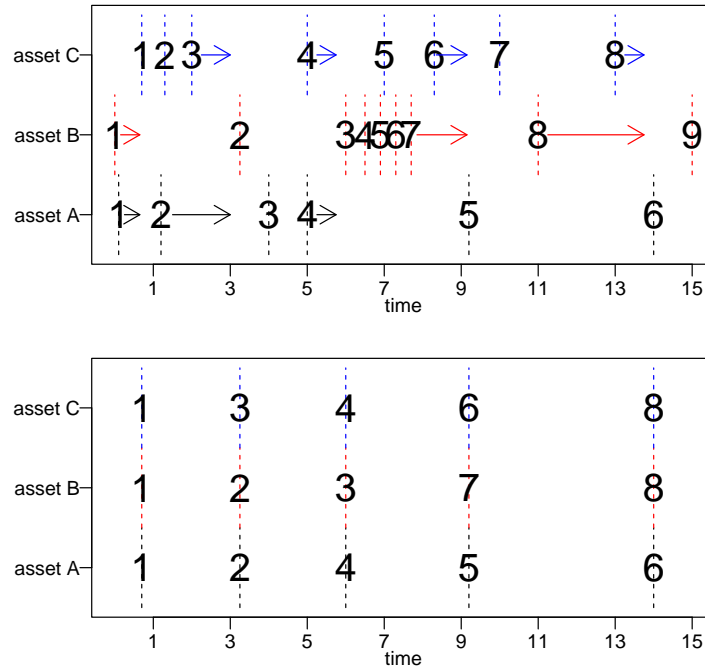 asset C 1 2 3 4 5 6 7 8
asset B 1 2 3 4 5 6 7 8 9
asset A 1 2 3 4 5 6
1 3 5 7 9 11 13 15
time
asset C 1 3 4 6 8
asset B 1 2 3 7 8
asset A 1 2 4 5 6
1 3 5 7 9 11 13 15
time